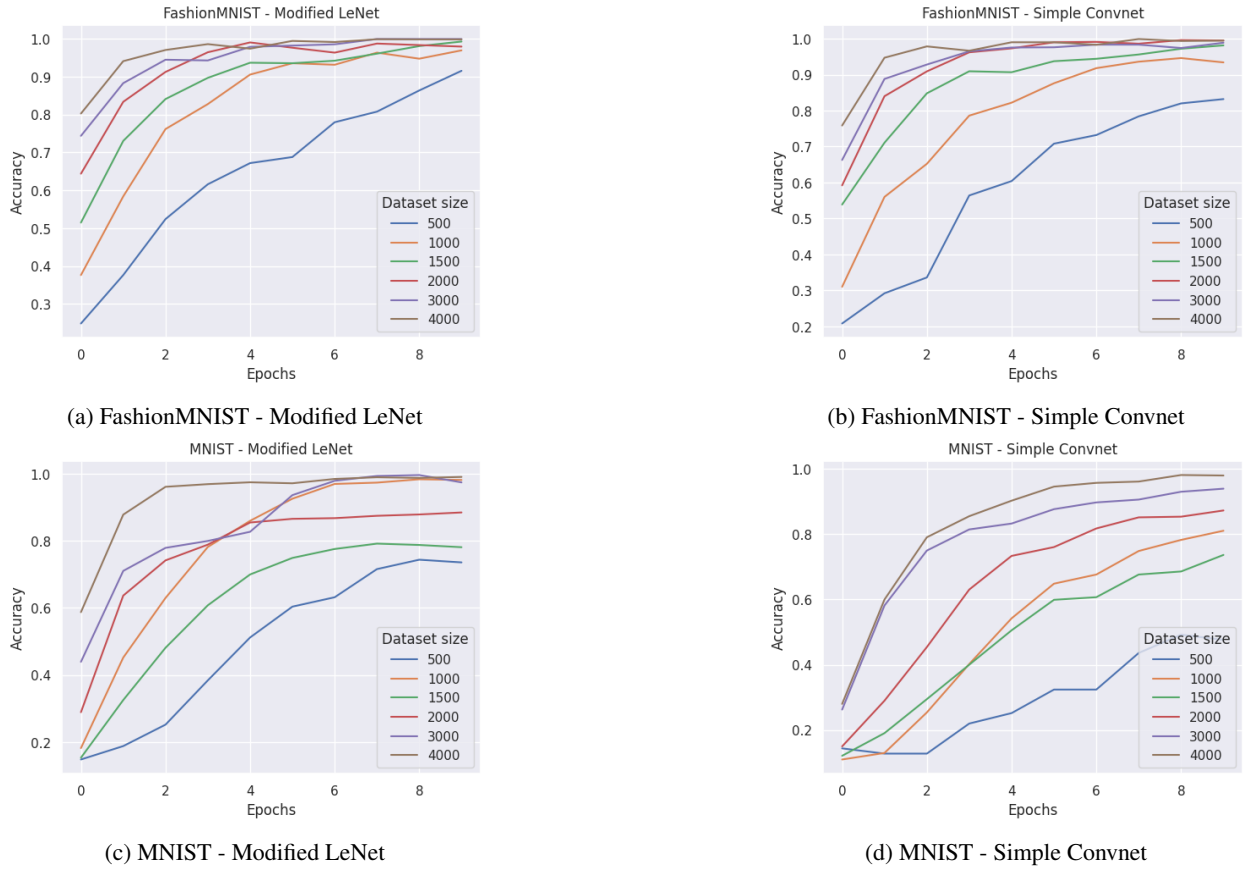 FashionMNIST - Modified LeNet
1.0
0.9
0.8
0.7
0.6
0.5
0.4
0.3
Accuracy
Dataset size
500
1000
1500
2000
3000
4000
0 2 4 6 8
Epochs
(a) FashionMNIST - Modified LeNet
FashionMNIST - Simple Convnet
1.0
0.9
0.8
0.7
0.6
0.5
0.4
0.3
0.2
Accuracy
Dataset size
500
1000
1500
2000
3000
4000
0 2 4 6 8
Epochs
(b) FashionMNIST - Simple Convnet
MNIST - Modified LeNet
1.0
0.8
0.6
0.4
0.2
Accuracy
Dataset size
500
1000
1500
2000
3000
4000
0 2 4 6 8
Epochs
(c) MNIST - Modified LeNet
MNIST - Simple Convnet
1.0
0.8
0.6
0.4
0.2
Accuracy
Dataset size
500
1000
1500
2000
3000
4000
0 2 4 6 8
Epochs
(d) MNIST - Simple Convnet